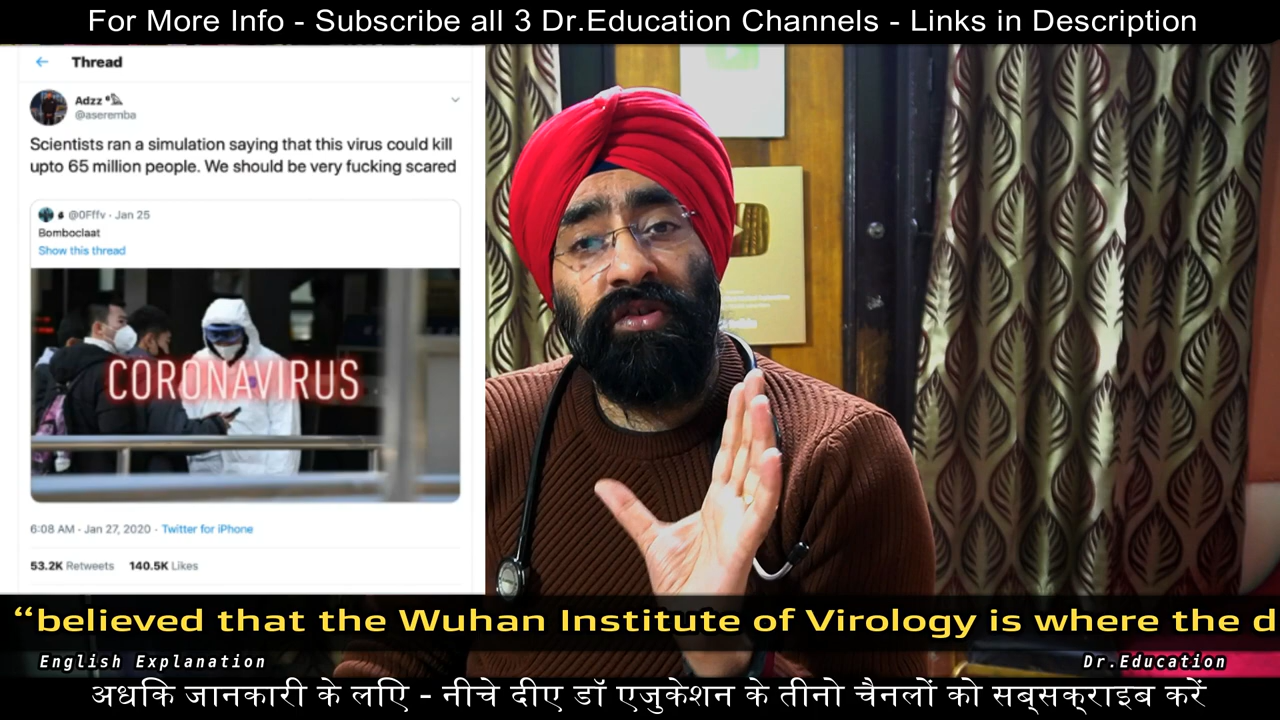 For More Info - Subscribe all 3 Dr.Education Channels - Links in Description
Thread
Adzz
@aseremba
Scientists ran a simulation saying that this virus could kill
upto 65 million people. We should be very fucking scared
@0Fffv · Jan 25
Bomboclaat
Show this thread
CORONAVIRUS
6:08 AM · Jan 27, 2020 · Twitter for iPhone
53.2K Retweets 140.5K Likes
“believed that the Wuhan Institute of Virology is where the d
English Explanation
Dr.Education
अधकि जानकारी के लएि - नीचे दीए डॉ एजुकेशन के तीनो चैनलों को सब्सक्राइब करें